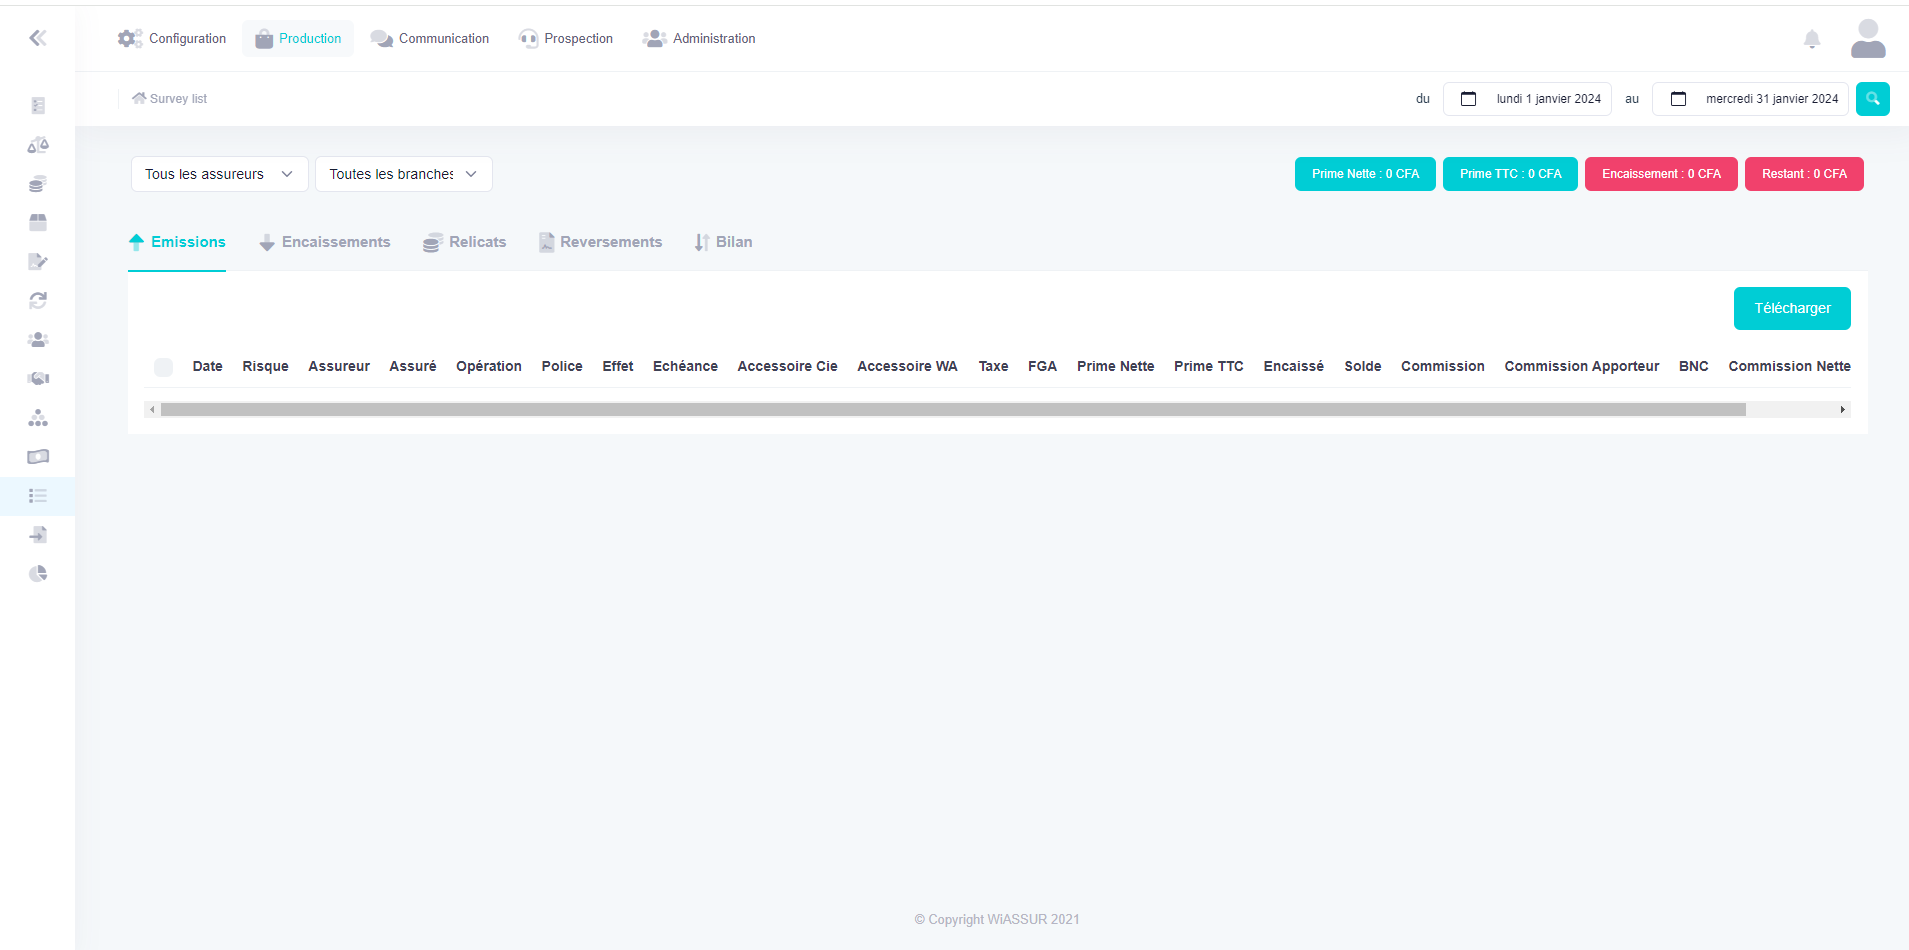 Configuration Production Communication Prospection Administration
Survey list du lundi 1 janvier 2024 au mercredi 31 janvier 2024
Tous les assureurs Toutes les branches Prime Nette : 0 CFA Prime TTC : 0 CFA Encaissement : 0 CFA Restant : 0 CFA
Emissions Encaissements Relicats Reversements Bilan
Télécharger
Date Risque Assureur Assuré Opération Police Effet Echéance Accessoire Cie Accessoire WA Taxe FGA Prime Nette Prime TTC Encaissé Solde Commission Commission Apporteur BNC Commission Nette
© Copyright WiASSUR 2021